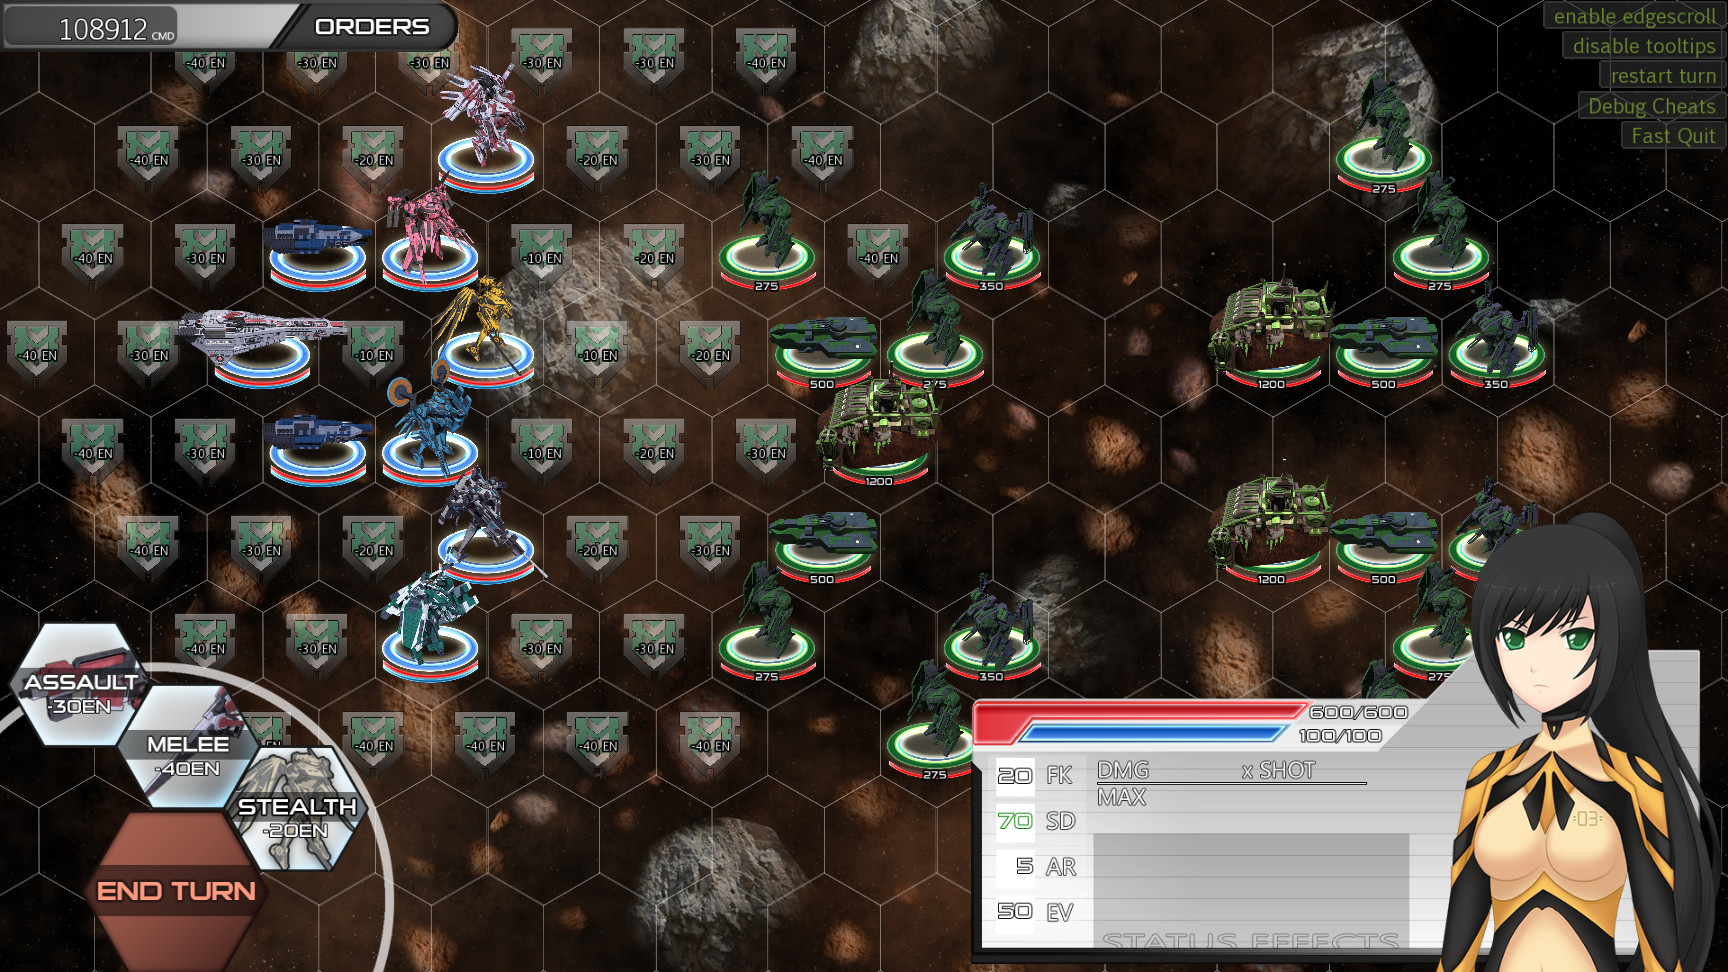 108912 CMD
ORDERS
enable edgescroll
disable tooltips
restart turn
Debug Cheats
Fast Quit
-40 EN
-30 EN
-30 EN
-30 EN
-30 EN
-40 EN
-40 EN
-30 EN
-20 EN
-20 EN
-30 EN
-40 EN
275
-40 EN
-30 EN
-10 EN
-20 EN
275
-40 EN
350
275
-40 EN
-30 EN
-10 EN
-10 EN
-20 EN
500
275
1200
500
350
-40 EN
-30 EN
-10 EN
-20 EN
-30 EN
1200
-40 EN
-30 EN
-20 EN
-20 EN
-30 EN
500
1200
500
-40 EN
-30 EN
-30 EN
-30 EN
275
350
275
ASSAULT
-30EN
MELEE
-40EN
STEALTH
-20EN
END TURN
EN
-40 EN
-40 EN
-40 EN
-40 EN
275
600/600
100/100
20 FK
70 SD
5 AR
50 EV
DMG x SHOT
MAX
STATUS EFFECTS
:03: